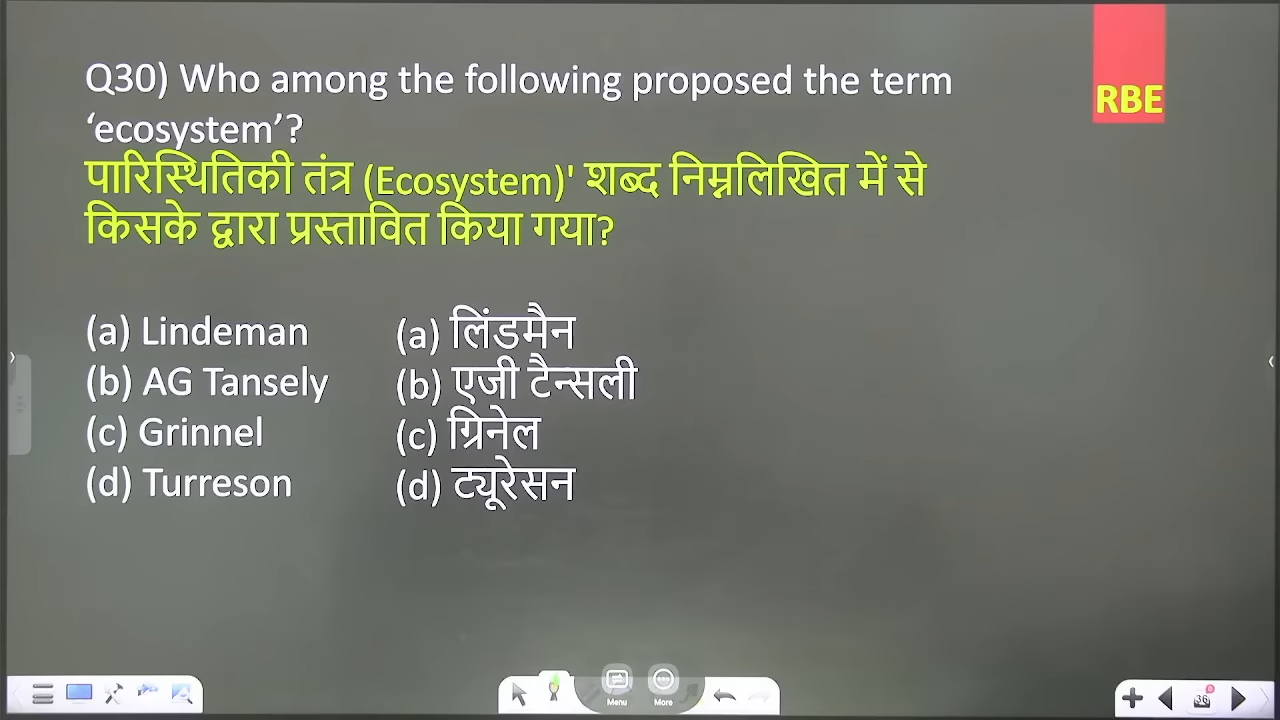 Q30) Who among the following proposed the term
‘ecosystem’?
पारिस्थितिकी तंत्र (Ecosystem)' शब्द निम्नलिखित में से
किसके द्वारा प्रस्तावित किया गया?
RBE
(a) Lindeman
(b) AG Tansely
(c) Grinnel
(d) Turreson
(a) लिंडमैन
(b) एजी टैन्सली
(c) ग्रिनेल
(d) ट्यूरेसन
Menu
More